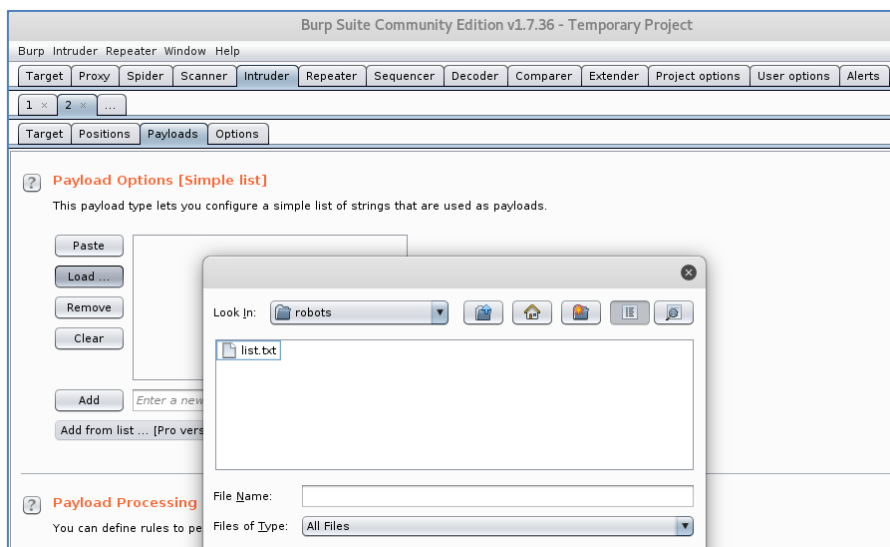 Burp Suite Community Edition v1.7.36 - Temporary Project
Burp Intruder Repeater Window Help
Target Proxy Spider Scanner Intruder Repeater Sequencer Decoder Comparer Extender Project options User options Alerts
1 × 2 × ...
Target Positions Payloads Options
? Payload Options [Simple list]
This payload type lets you configure a simple list of strings that are used as payloads.
Paste
Load ...
Remove
Clear
Add Enter a new
Add from list ... [Pro vers
Look In: robots
list.txt
File Name:
Files of Type: All Files
? Payload Processing
You can define rules to pe